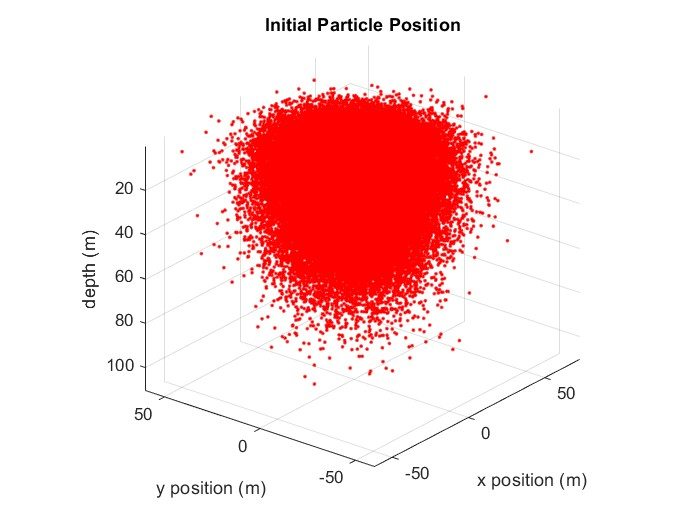 Initial Particle Position
depth (m)
20
40
60
80
100
50
0
-50
y position (m)
-50
0
50
x position (m)